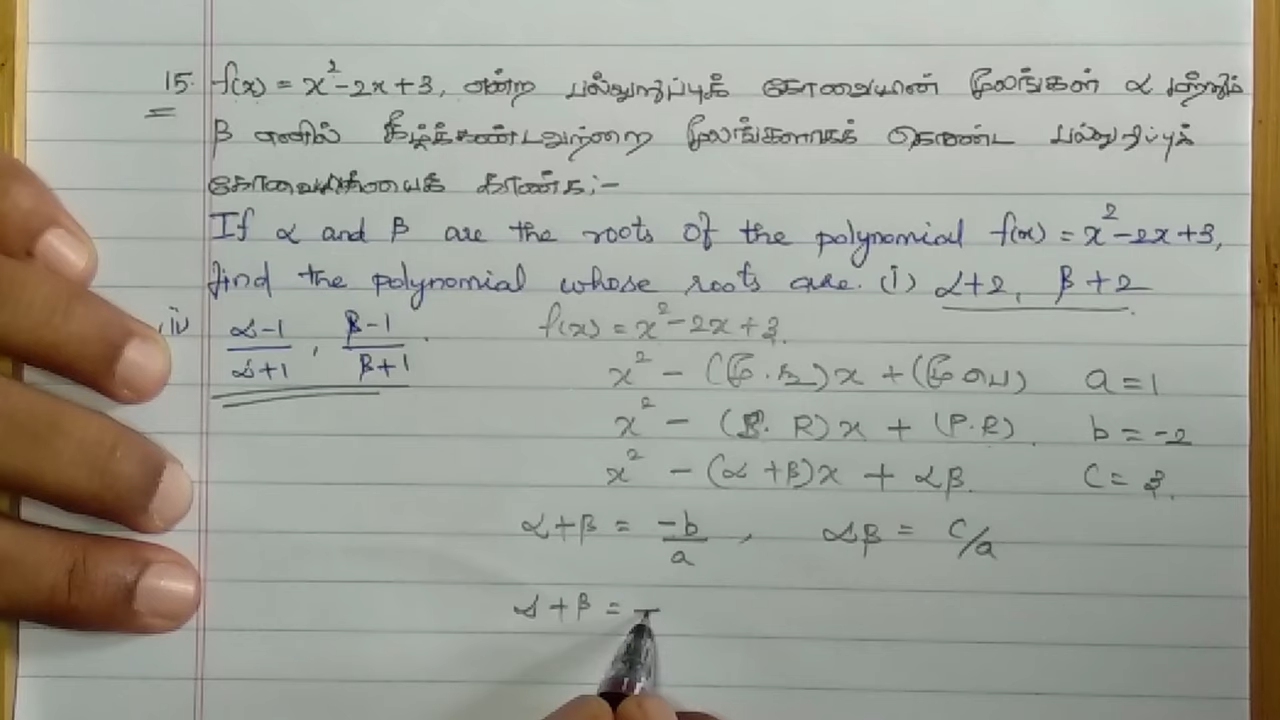 15. f(x) = x² - 2x + 3, என்ற பல்லுறுப்புக் கோவையின் மூலங்கள் α மற்றும்
β எனில் கீழ்க்கண்டவற்றை மூலங்களாகக் கொண்ட பல்லுறுப்புக்
காண்க:-
If α and β are the roots of the polynomial f(x) = x² - 2x + 3,
find the polynomial whose roots are. (i) α+2, β+2
ii) (α-1)/(α+1), (β-1)/(β+1).
f(x) = x² - 2x + 3.
x² - (மூ.கூ)x + (மூ.பெ) a = 1
x² - (S. R)x + (P.R). b = -2
x² - (α + β)x + αβ. c = 3.
α + β = -b/a, αβ = c/a
α + β = -